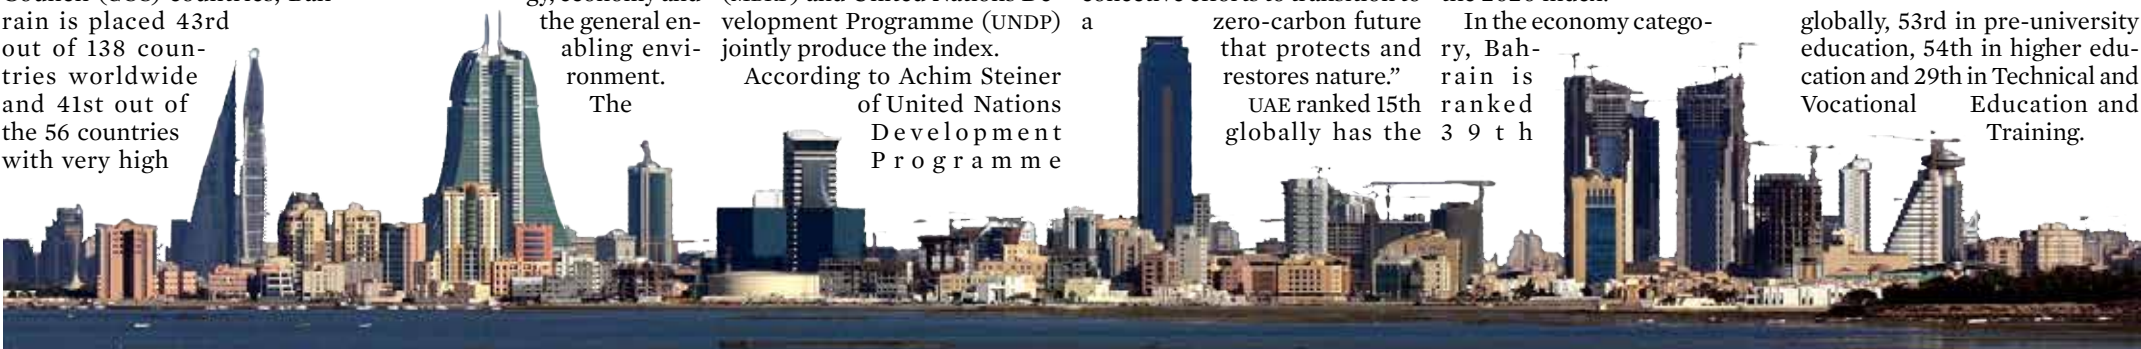 rain is placed 43rd
out of 138 coun-
tries worldwide
and 41st out of
the 56 countries
with very high
the general en-
abling envi-
ronment.
The
velopment Programme (UNDP)
jointly produce the index.
According to Achim Steiner
of United Nations
Development
Programme
a zero-carbon future
that protects and
restores nature.”
UAE ranked 15th
globally has the
In the economy catego-
ry, Bah-
rain is
ranked
39th
globally, 53rd in pre-university
education, 54th in higher edu-
cation and 29th in Technical and
Vocational Education and
Training.